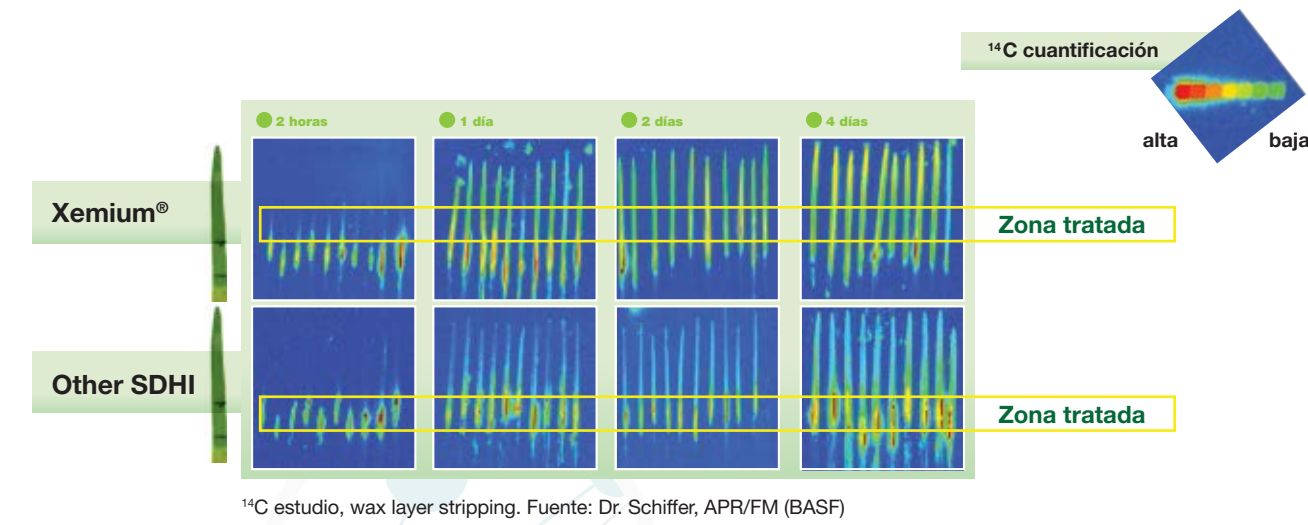 ¹⁴C cuantificación
alta
baja
2 horas
1 día
2 días
4 días
Xemium®
Zona tratada
Other SDHI
Zona tratada
¹⁴C estudio, wax layer stripping. Fuente: Dr. Schiffer, APR/FM (BASF)